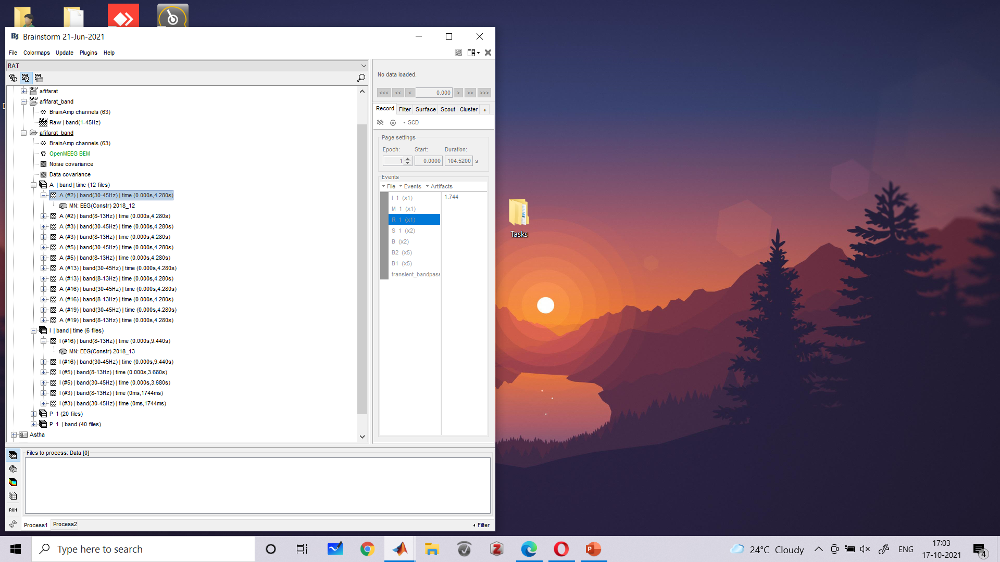 Brainstorm 21-Jun-2021
File Colormaps Update Plugins Help
RAT
afifarat
afifarat_band
BrainAmp channels (63)
Raw | band(1-45Hz)
afifarat_band
BrainAmp channels (63)
OpenMEEG BEM
Noise covariance
Data covariance
A | band | time (12 files)
A (#2) | band(30-45Hz) | time (0.000s,4.280s)
MN: EEG(Constr) 2018_12
A (#2) | band(8-13Hz) | time (0.000s,4.280s)
A (#3) | band(30-45Hz) | time (0.000s,4.280s)
A (#3) | band(8-13Hz) | time (0.000s,4.280s)
A (#5) | band(30-45Hz) | time (0.000s,4.280s)
A (#5) | band(8-13Hz) | time (0.000s,4.280s)
A (#13) | band(30-45Hz) | time (0.000s,4.280s)
A (#13) | band(8-13Hz) | time (0.000s,4.280s)
A (#16) | band(30-45Hz) | time (0.000s,4.280s)
A (#16) | band(8-13Hz) | time (0.000s,4.280s)
A (#19) | band(30-45Hz) | time (0.000s,4.280s)
A (#19) | band(8-13Hz) | time (0.000s,4.280s)
I | band | time (6 files)
I (#16) | band(8-13Hz) | time (0.000s,9.440s)
MN: EEG(Constr) 2018_13
I (#16) | band(30-45Hz) | time (0.000s,9.440s)
I (#5) | band(8-13Hz) | time (0.000s,3.680s)
I (#5) | band(30-45Hz) | time (0.000s,3.680s)
I (#3) | band(8-13Hz) | time (0ms,1744ms)
I (#3) | band(30-45Hz) | time (0ms,1744ms)
P 1 (20 files)
P 1 | band (40 files)
Astha
No data loaded.
<<< << < 0.000 > >> >>>
Record Filter Surface Scout Cluster +
SCD
Page settings
Epoch: Start: Duration:
1 0.0000 104.5200 s
Events
File Events Artifacts
I 1 (x1) 1.744
M 1 (x1)
R 1 (x1)
S 1 (x2)
B (x2)
B2 (x5)
B1 (x5)
transient_bandpass
Files to process: Data [0]
RUN
Process1 Process2
Filter
Tasks
Type here to search
24°C Cloudy
ENG
17:03
17-10-2021
4